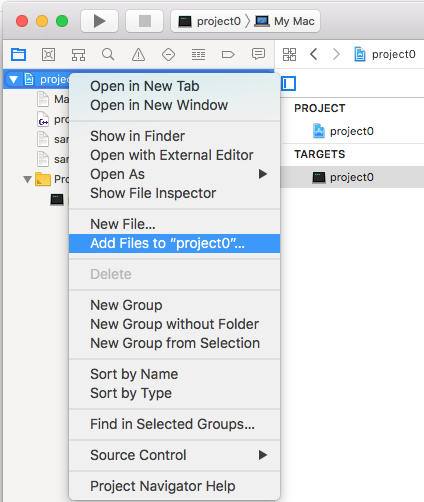 project0 〉 My Mac
project0
projec
Open in New Tab
PROJECT
Ma
Open in New Window
pro
project0
sar
Show in Finder
TARGETS
sar
Open with External Editor
Pro
Open As
project0
Show File Inspector
New File...
Add Files to “project0”...
Delete
New Group
New Group without Folder
New Group from Selection
Sort by Name
Sort by Type
Find in Selected Groups...
Source Control
Project Navigator Help